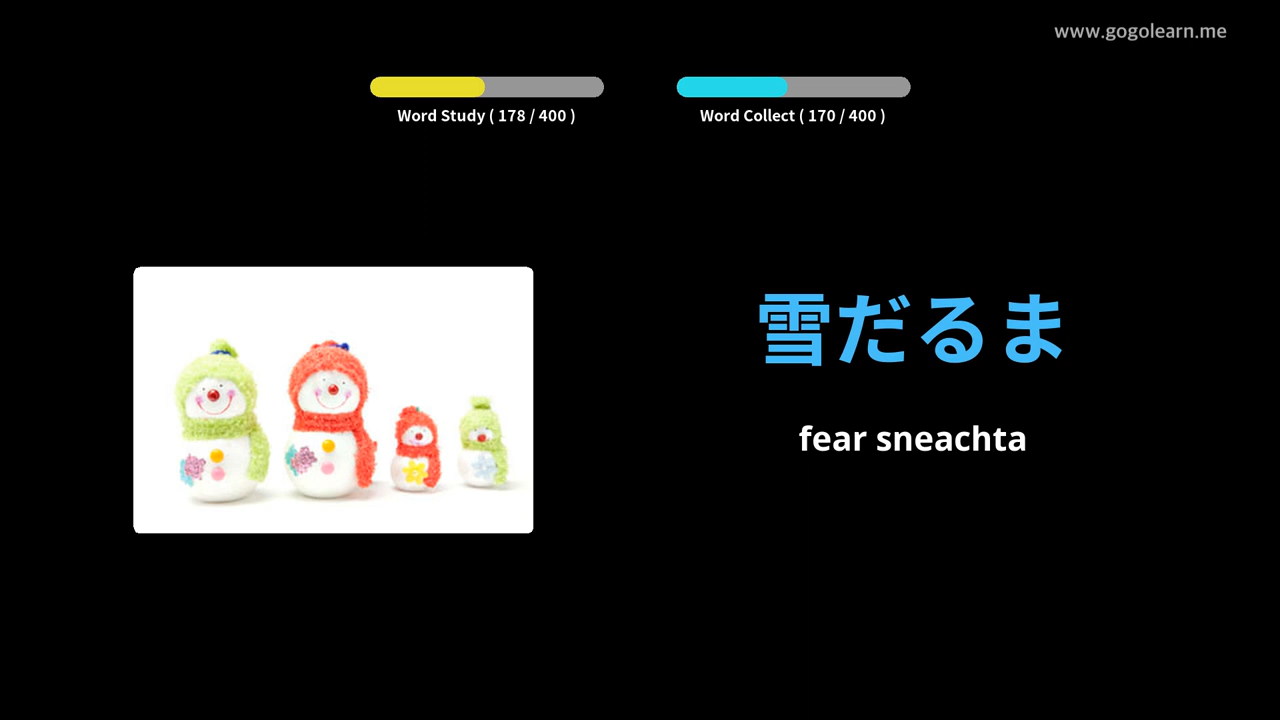 www.gogolearn.me
Word Study ( 178 / 400 )
Word Collect ( 170 / 400 )
雪だるま
fear sneachta